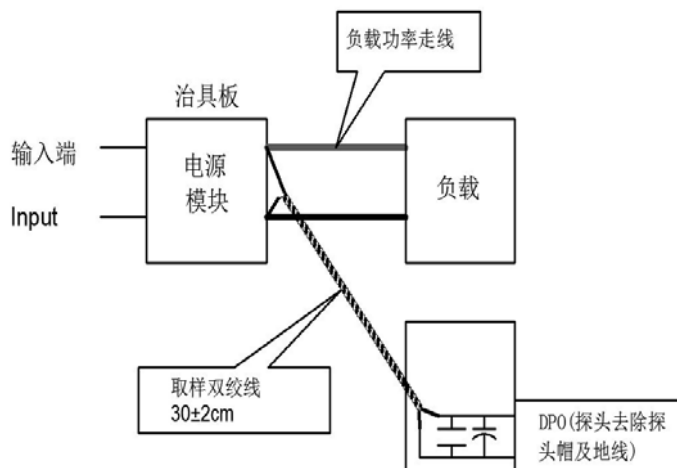 负载功率走线
治具板
输入端
电源
模块
负载
Input
取样双绞线
30±2cm
DPO(探头去除探
头帽及地线)